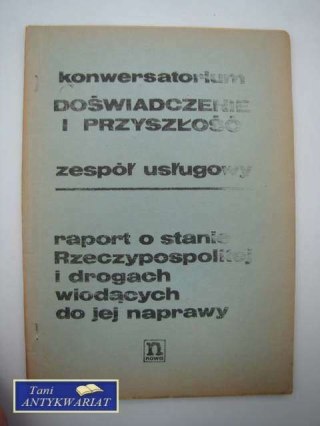 konwersatorium
DOŚWIADCZENIE
I PRZYSZŁOŚĆ
zespół usługowy
raport o stanie
Rzeczypospolitej
i drogach
wiodących
do jej naprawy
n
nowa
Tani
ANTYKWARIAT